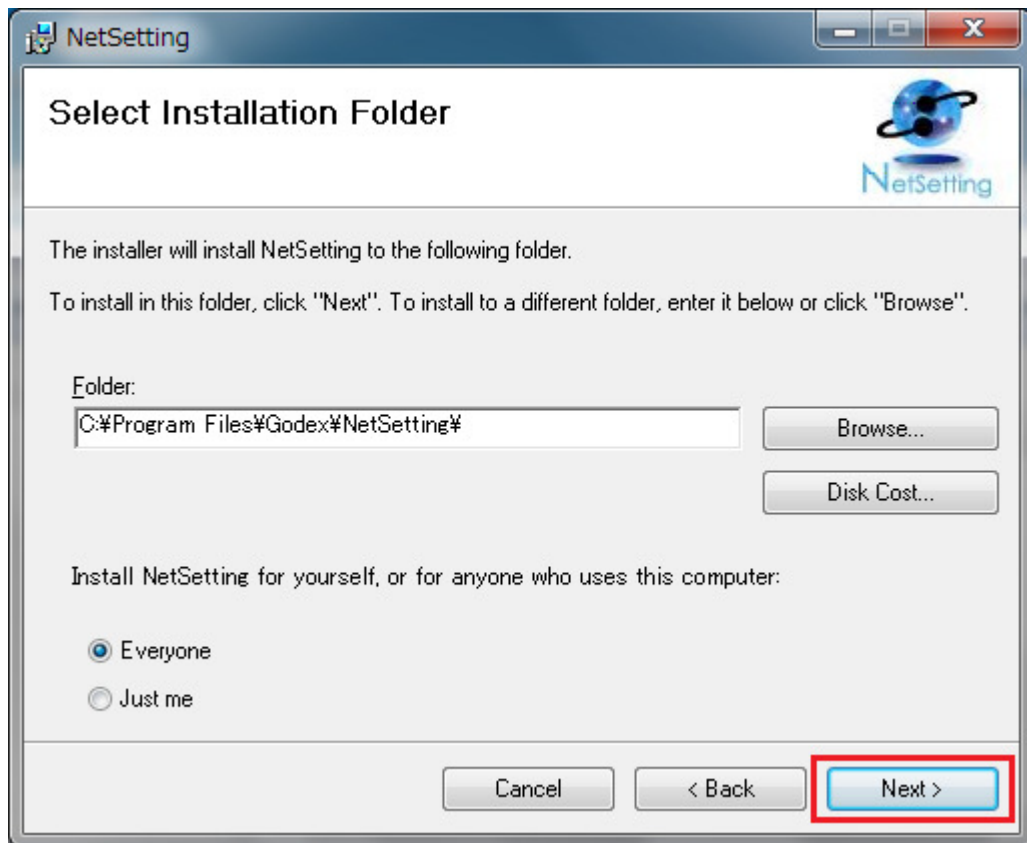 NetSetting
Select Installation Folder
NetSetting
The installer will install NetSetting to the following folder.
To install in this folder, click "Next". To install to a different folder, enter it below or click "Browse".
Folder:
C:¥Program Files¥Godex¥NetSetting¥
Browse...
Disk Cost...
Install NetSetting for yourself, or for anyone who uses this computer:
Everyone
Just me
Cancel
< Back
Next >